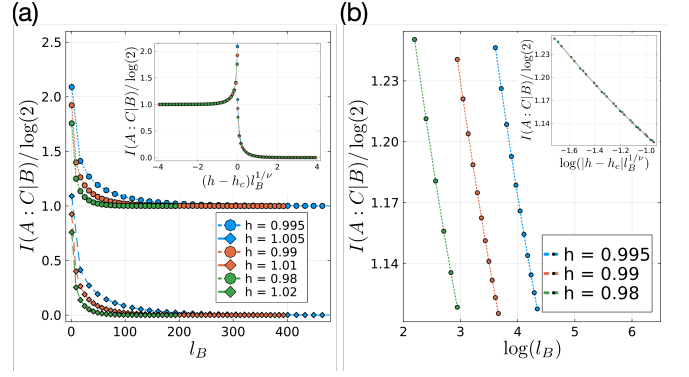 (a)
I(A : C|B)/log(2)
2.5
2.0
1.5
1.0
0.5
0.0
0
100
200
300
400
l_B
I(A : C|B)/log(2)
2.0
1.5
1.0
0.5
0.0
−4
−2
0
2
4
(h − h_c)l_B^{1/ν}
h = 0.995
h = 1.005
h = 0.99
h = 1.01
h = 0.98
h = 1.02
(b)
I(A : C|B)/log(2)
1.23
1.20
1.17
1.14
2
3
4
5
6
log(l_B)
I(A : C|B)/log(2)
1.23
1.20
1.17
1.14
−1.6
−1.4
−1.2
−1.0
log(|h − h_c|l_B^{1/ν})
h = 0.995
h = 0.99
h = 0.98